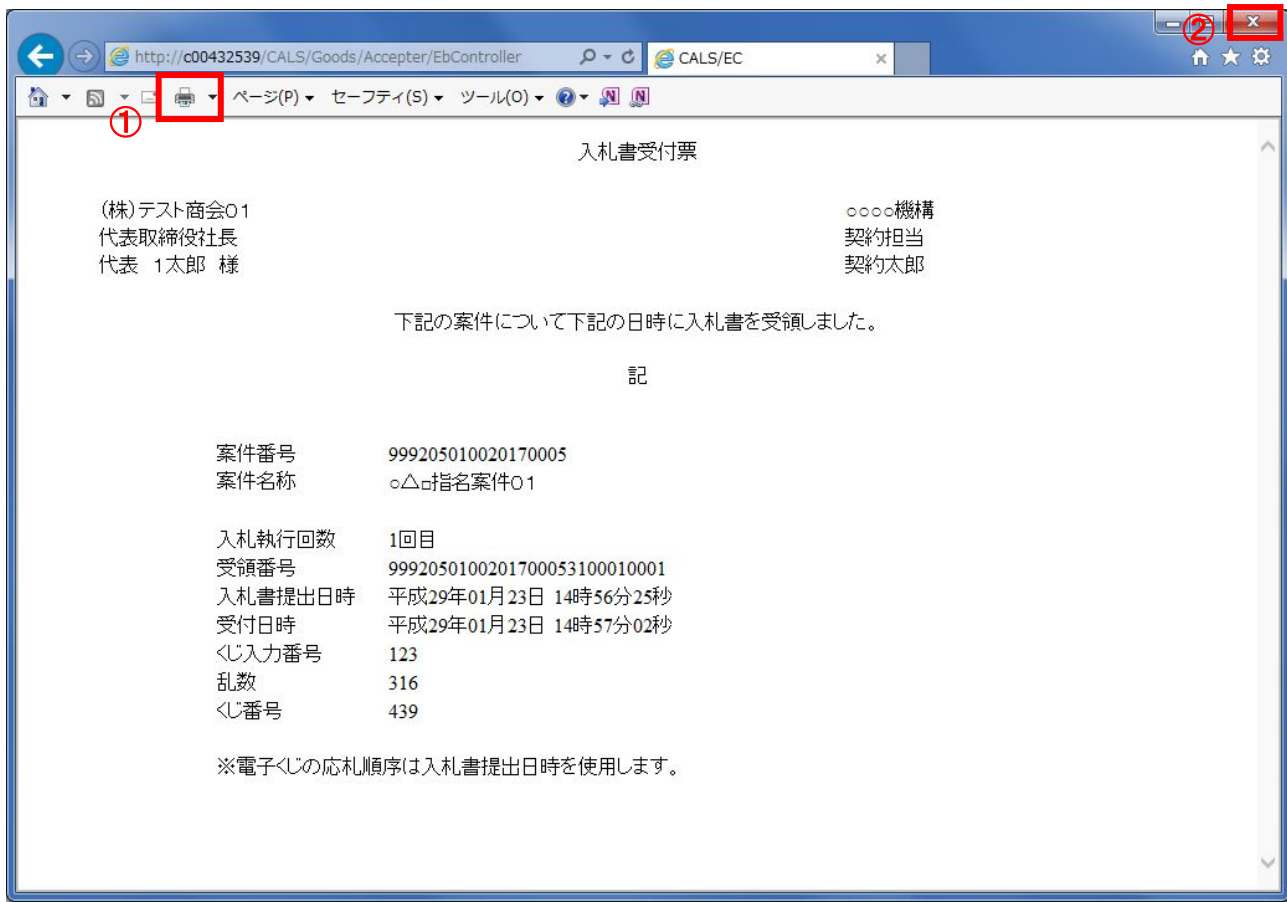 ②
http://c00432539/CALS/Goods/Accepter/EbController
CALS/EC
ページ(P) セーフティ(S) ツール(O)
①
入札書受付票
(株)テスト商会01 ○○○○機構
代表取締役社長 契約担当
代表 1太郎 様 契約太郎
下記の案件について下記の日時に入札書を受領しました。
記
案件番号 999205010020170005
案件名称 ○△□指名案件01
入札執行回数 1回目
受領番号 9992050100201700053100010001
入札書提出日時 平成29年01月23日 14時56分25秒
受付日時 平成29年01月23日 14時57分02秒
くじ入力番号 123
乱数 316
くじ番号 439
※電子くじの応札順序は入札書提出日時を使用します。